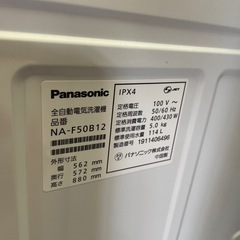 Panasonic
全自動電気洗濯機
品番
NA-F50B12
外形寸法
幅 562 mm
奥行 572 mm
高さ 880 mm
IPX4
JET
定格電圧 100 V～
定格周波数 50/60 Hz
定格消費電力 400/430 W
標準洗濯容量 5.0 kg
標準使用水量 114 L
製造番号 1911406496
パナソニック株式会社
中国製